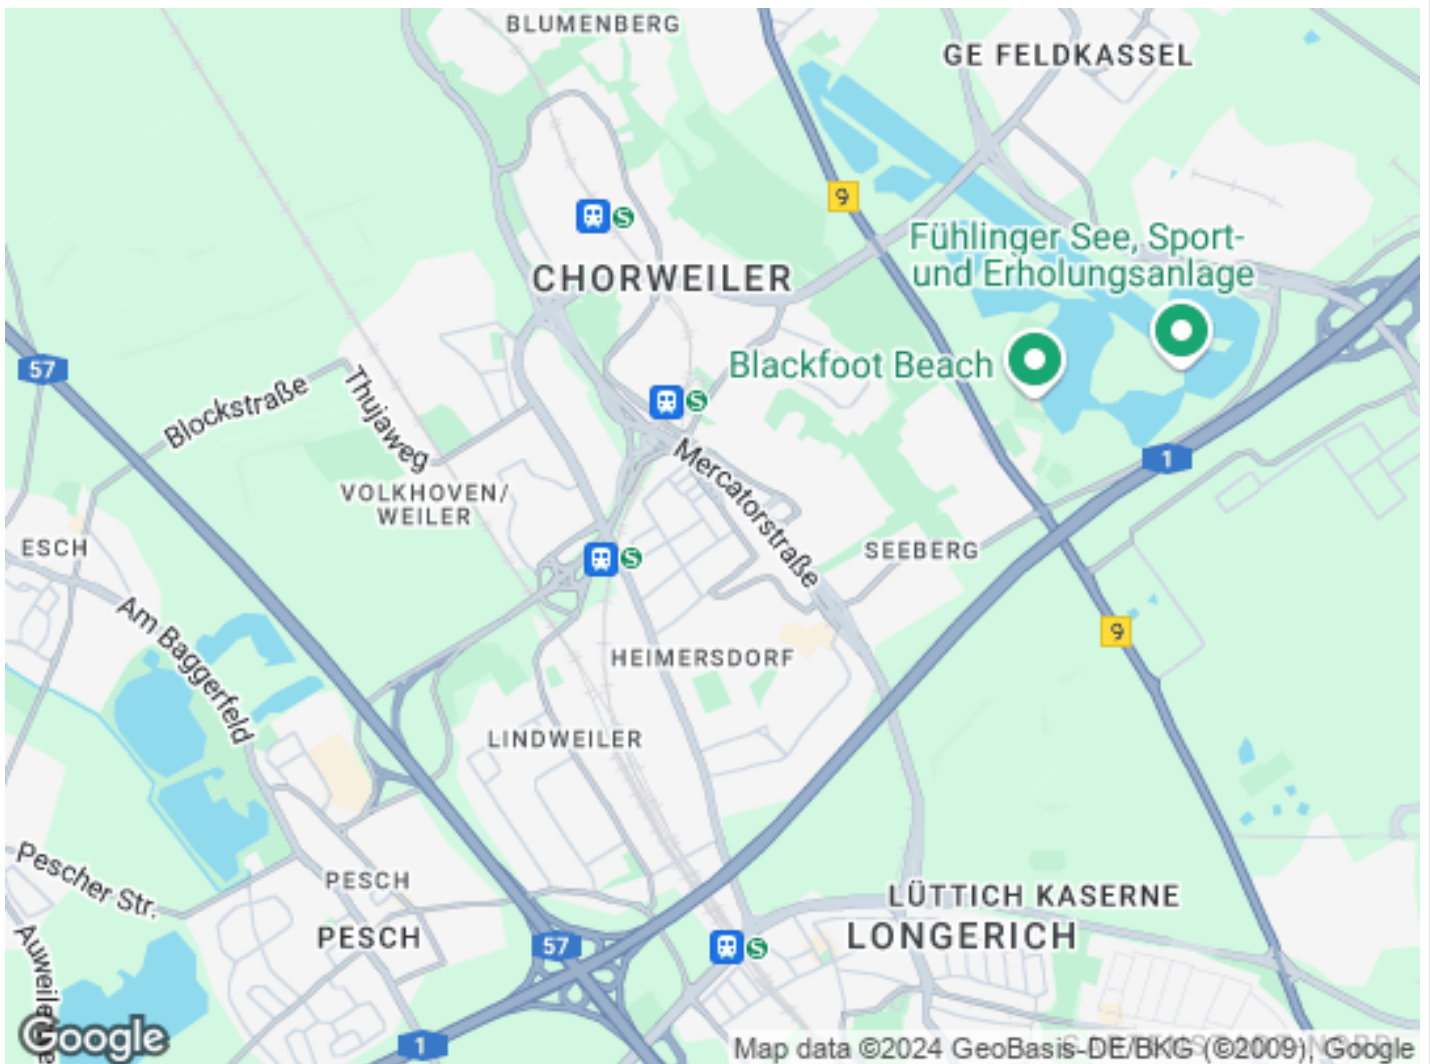 BLUMENBERG
GE FELDKASSEL
9
S
Fühlinger See, Sport-
und Erholungsanlage
CHORWEILER
57
Blackfoot Beach
Blockstraße
Thujaweg
S
Mercatorstraße
1
VOLKHOVEN/
WEILER
ESCH
SEEBERG
S
Am Baggerfeld
9
HEIMERSDORF
LINDWEILER
Pescher Str.
PESCH
LÜTTICH KASERNE
PESCH
LONGERICH
57
S
Google
1
Map data ©2024 GeoBasis-DE/BKG (©2009), Google